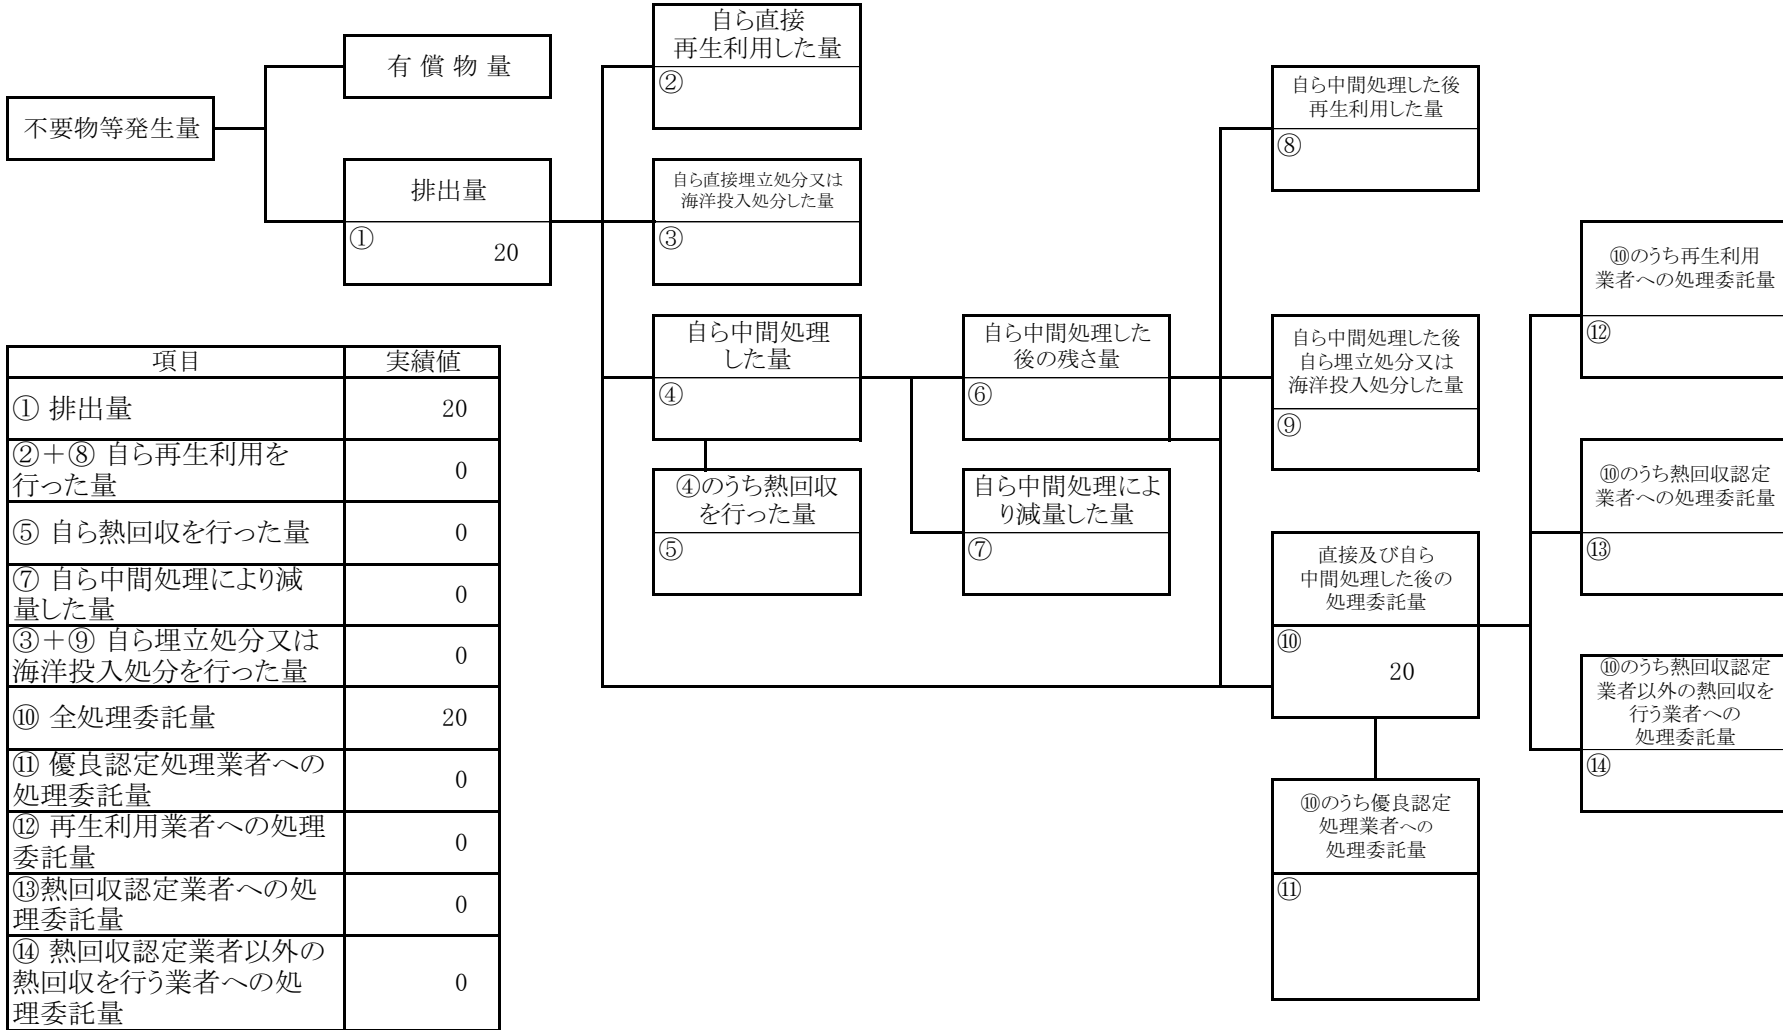 不要物等発生量
有 償 物 量
排出量
①
20
自ら直接
再生利用した量
②
自ら直接埋立処分又は
海洋投入処分した量
③
自ら中間処理
した量
④
④のうち熱回収
を行った量
⑤
自ら中間処理した
後の残さ量
⑥
自ら中間処理によ
り減量した量
⑦
自ら中間処理した後
再生利用した量
⑧
自ら中間処理した後
自ら埋立処分又は
海洋投入処分した量
⑨
直接及び自ら
中間処理した後の
処理委託量
⑩
20
⑩のうち優良認定
処理業者への
処理委託量
⑪
⑩のうち再生利用
業者への処理委託量
⑫
⑩のうち熱回収認定
業者への処理委託量
⑬
⑩のうち熱回収認定
業者以外の熱回収を
行う業者への
処理委託量
⑭
項目 実績値
① 排出量 20
②＋⑧ 自ら再生利用を
行った量 0
⑤ 自ら熱回収を行った量 0
⑦ 自ら中間処理により減
量した量 0
③＋⑨ 自ら埋立処分又は
海洋投入処分を行った量 0
⑩ 全処理委託量 20
⑪ 優良認定処理業者への
処理委託量 0
⑫ 再生利用業者への処理
委託量 0
⑬熱回収認定業者への処
理委託量 0
⑭ 熱回収認定業者以外の
熱回収を行う業者への処
理委託量 0